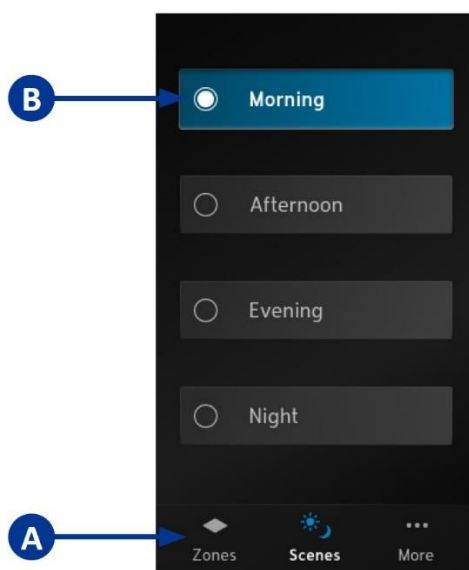 B
Morning
Afternoon
Evening
Night
A
Zones Scenes More